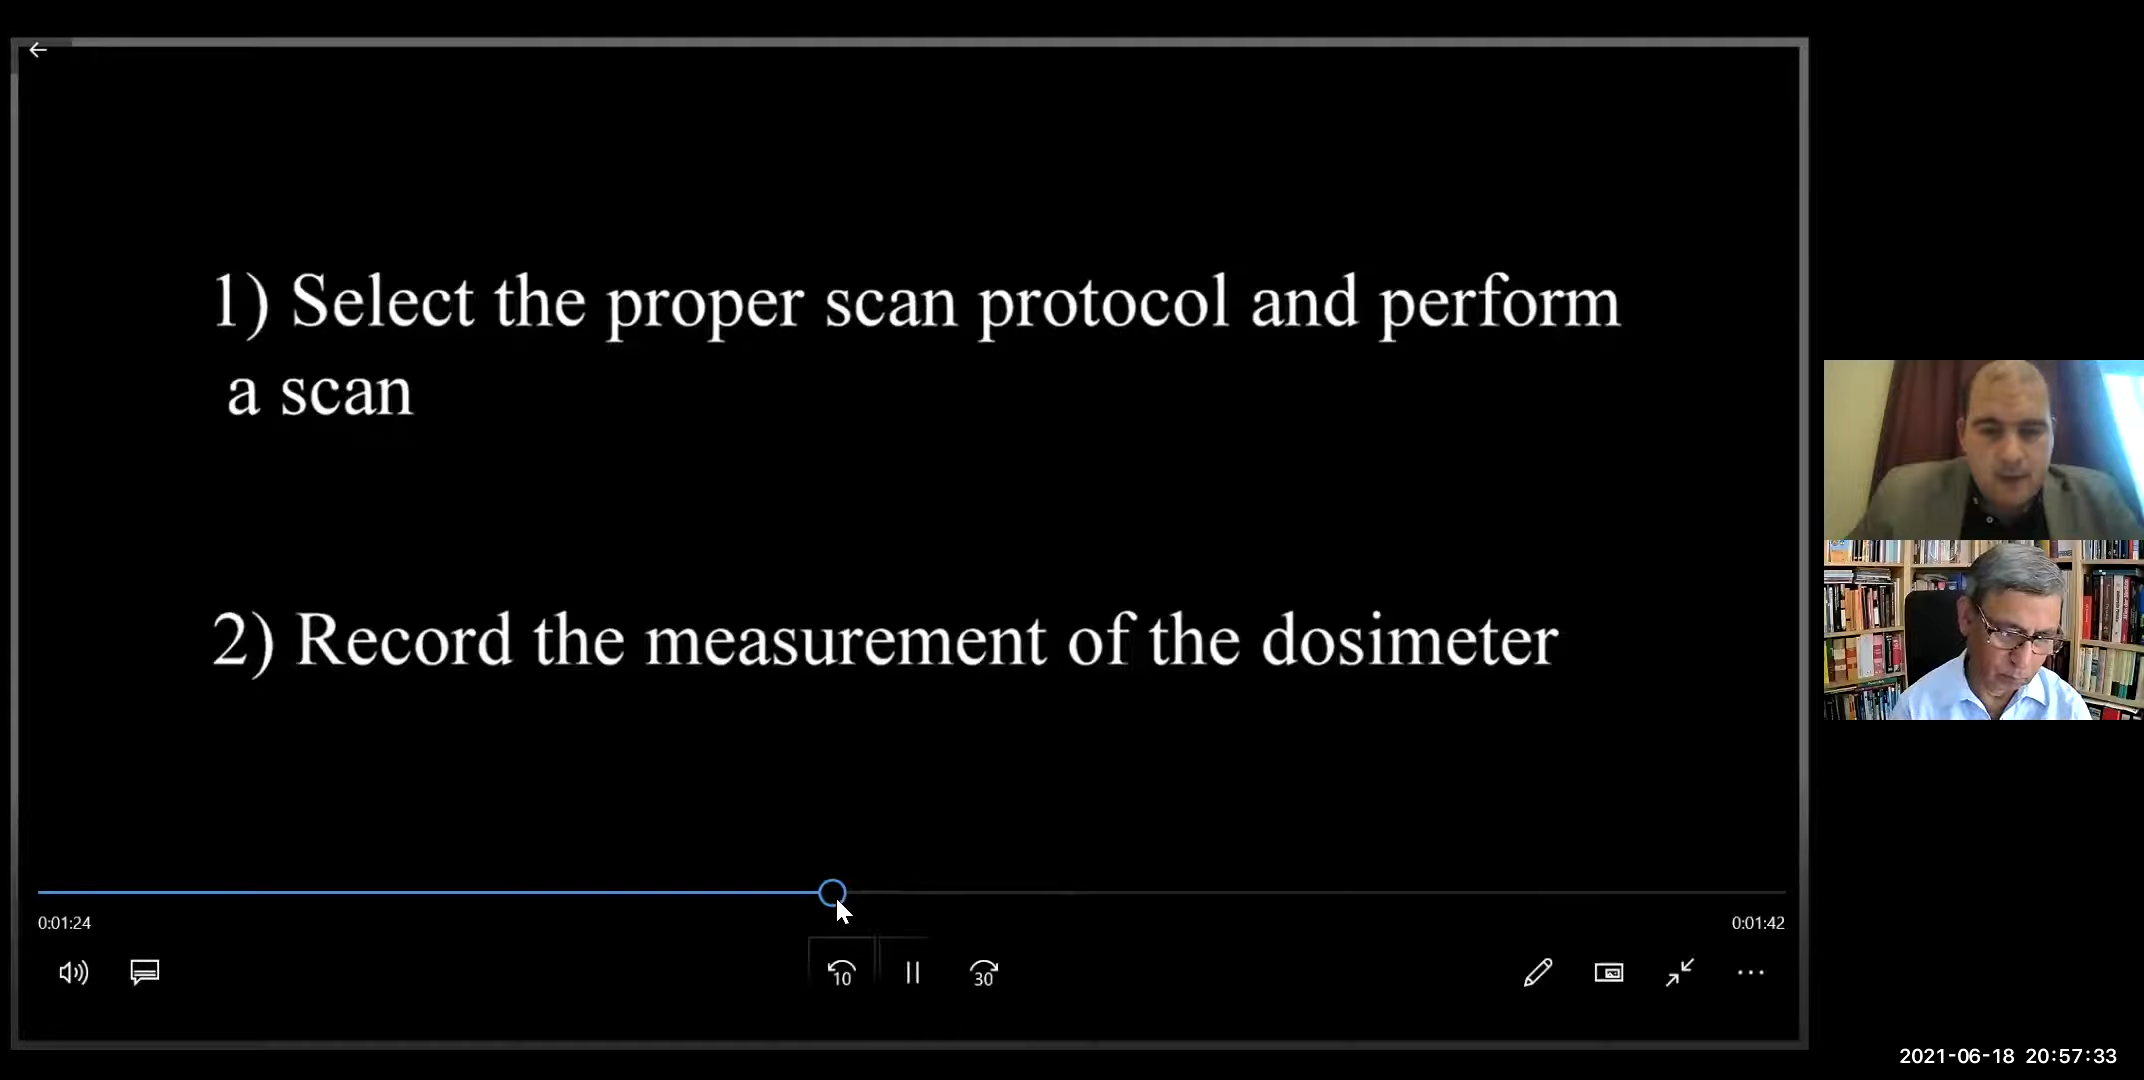 1) Select the proper scan protocol and perform
a scan
2) Record the measurement of the dosimeter
0:01:24
0:01:42
10
30
2021-06-18 20:57:33